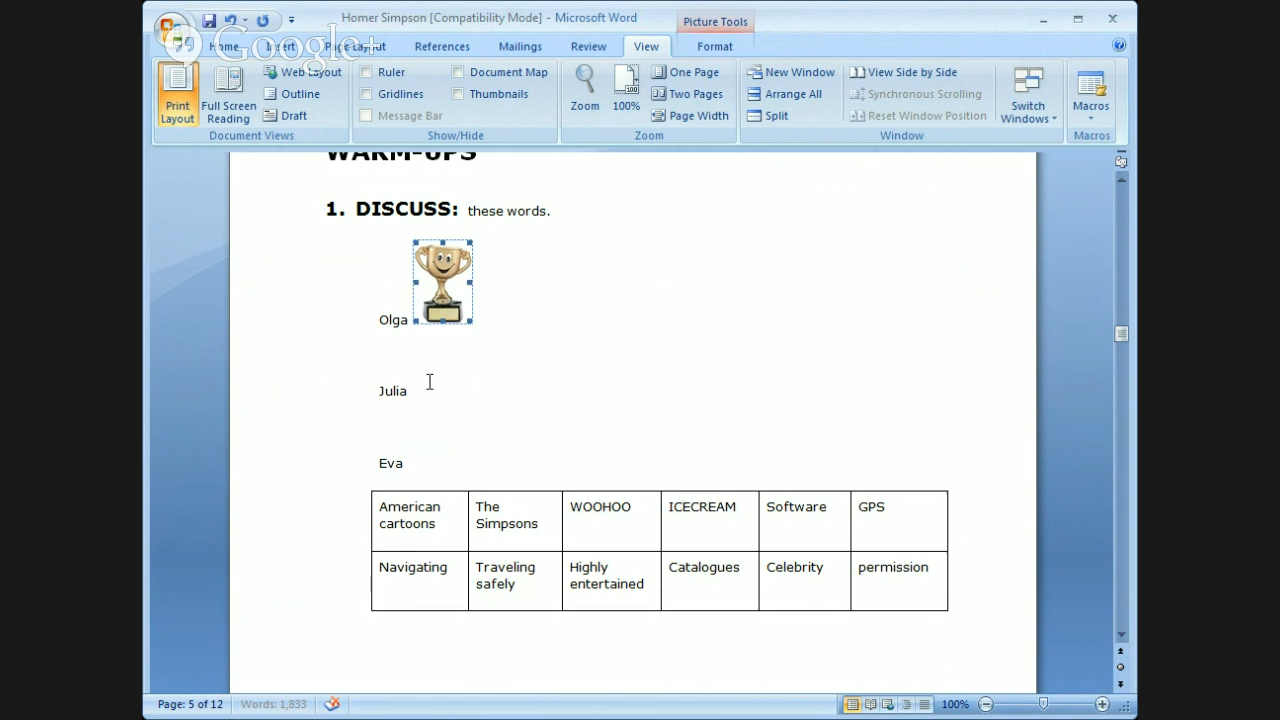 Homer Simpson [Compatibility Mode] - Microsoft Word
Picture Tools
Google+
Home Insert Page Layout References Mailings Review View Format
Print Layout
Full Screen Reading
Web Layout
Outline
Draft
Document Views
Ruler
Gridlines
Message Bar
Document Map
Thumbnails
Show/Hide
Zoom
100%
One Page
Two Pages
Page Width
Zoom
New Window
Arrange All
Split
View Side by Side
Synchronous Scrolling
Reset Window Position
Window
Switch Windows
Macros
Macros
WARM-UPS
1. DISCUSS: these words.
Olga
Julia
Eva
American cartoons The Simpsons WOOHOO ICECREAM Software GPS
Navigating Traveling safely Highly entertained Catalogues Celebrity permission
Page: 5 of 12 Words: 1,833 100%